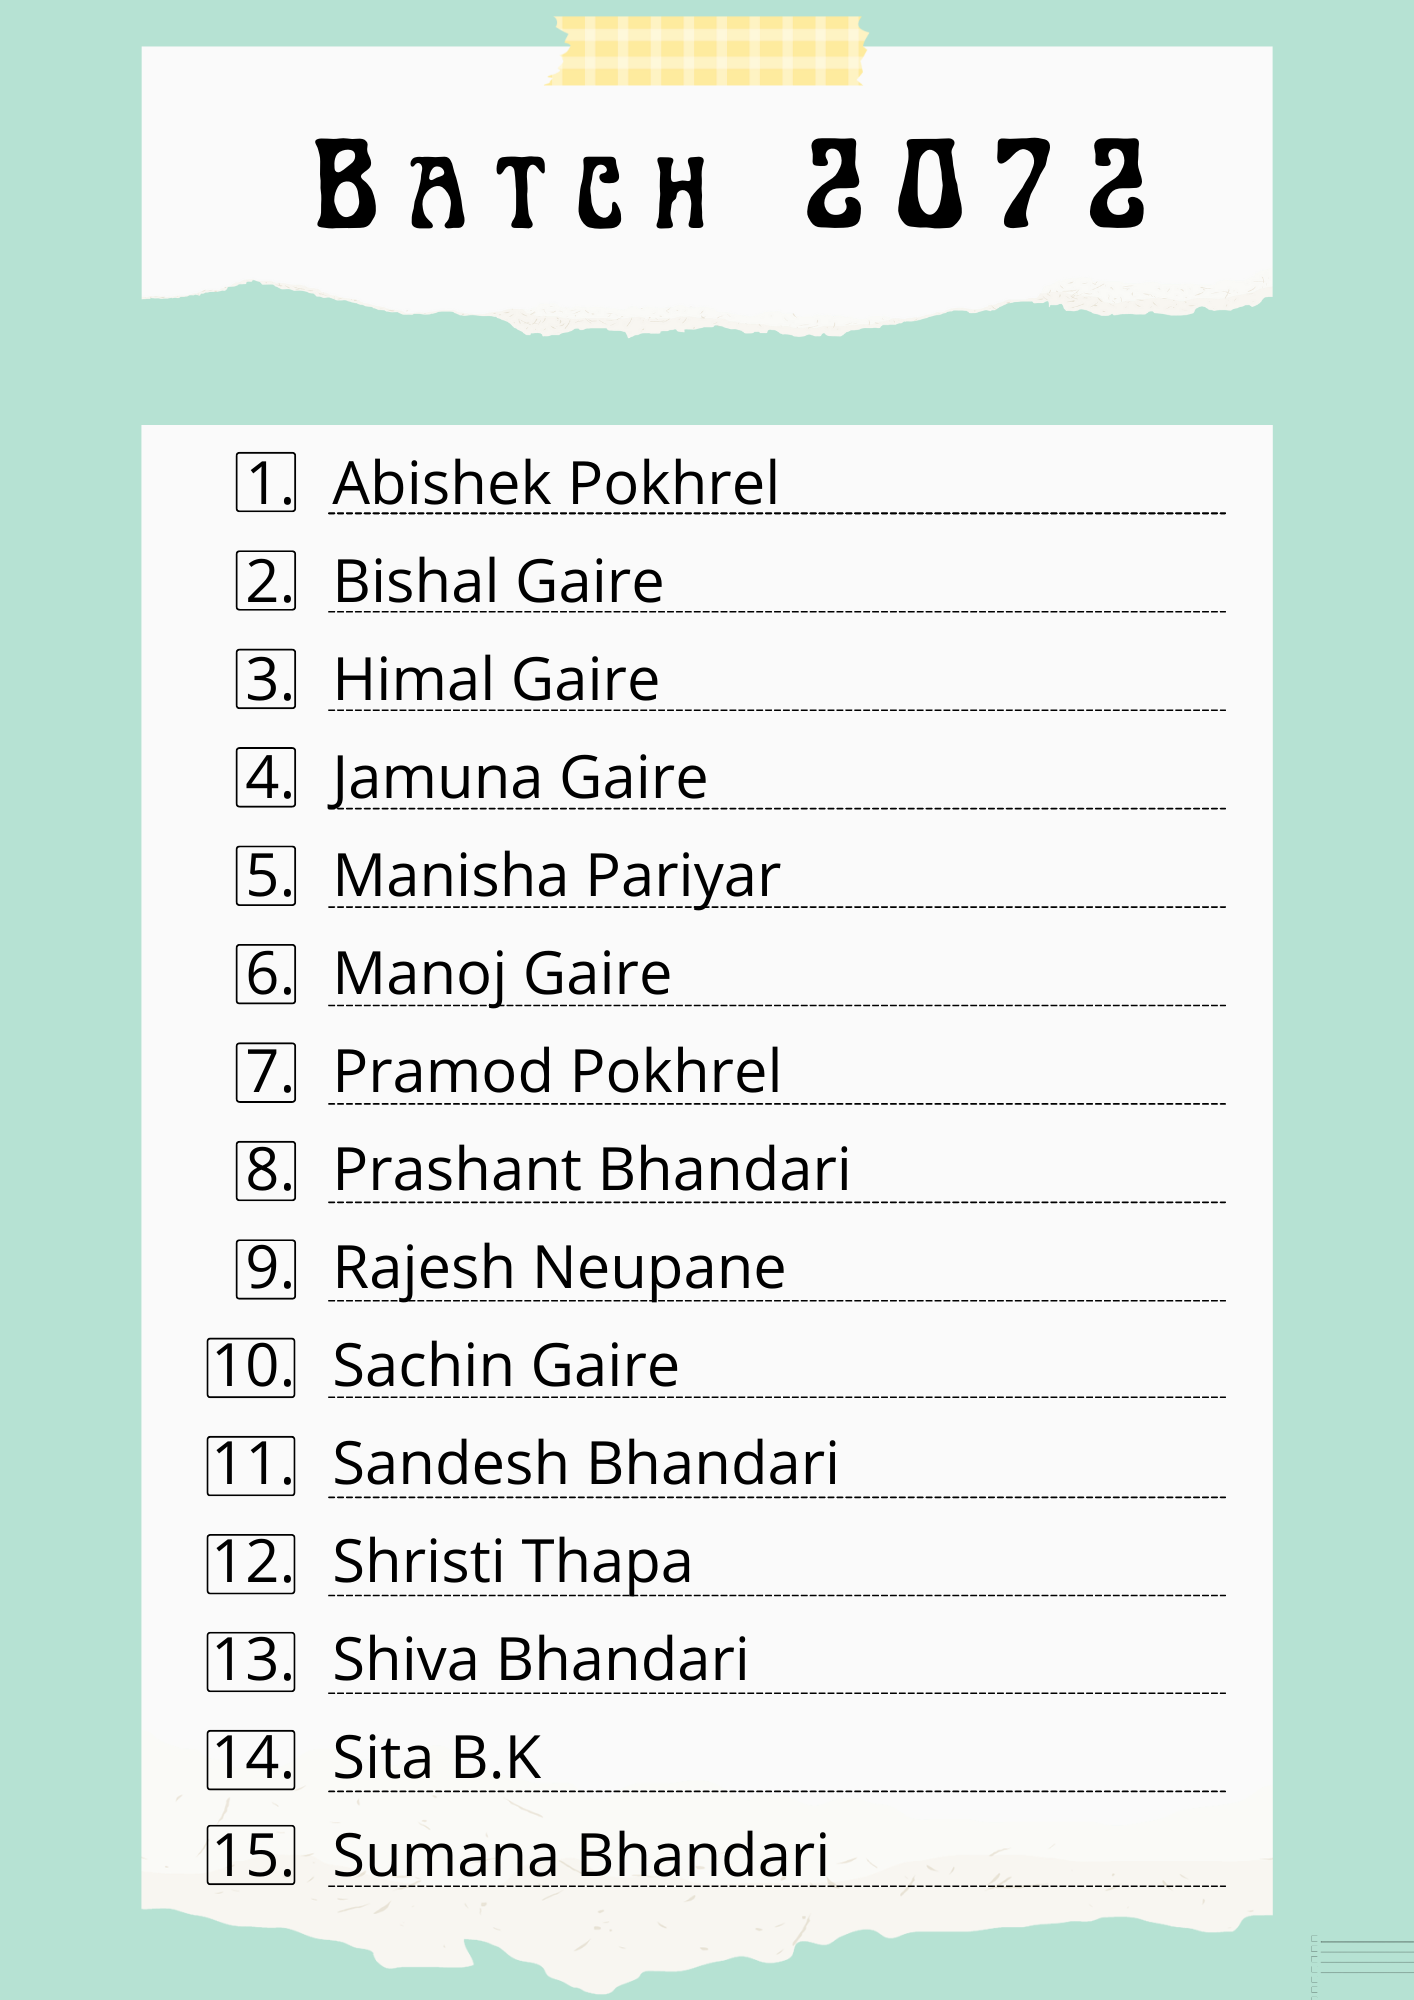 Batch 2072
1. Abishek Pokhrel
2. Bishal Gaire
3. Himal Gaire
4. Jamuna Gaire
5. Manisha Pariyar
6. Manoj Gaire
7. Pramod Pokhrel
8. Prashant Bhandari
9. Rajesh Neupane
10. Sachin Gaire
11. Sandesh Bhandari
12. Shristi Thapa
13. Shiva Bhandari
14. Sita B.K
15. Sumana Bhandari